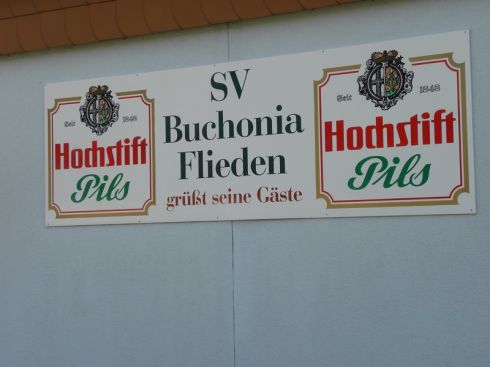 Seit 1848
Hochstift
Pils
SV
Buchonia
Flieden
grüßt seine Gäste
Seit 1848
Hochstift
Pils